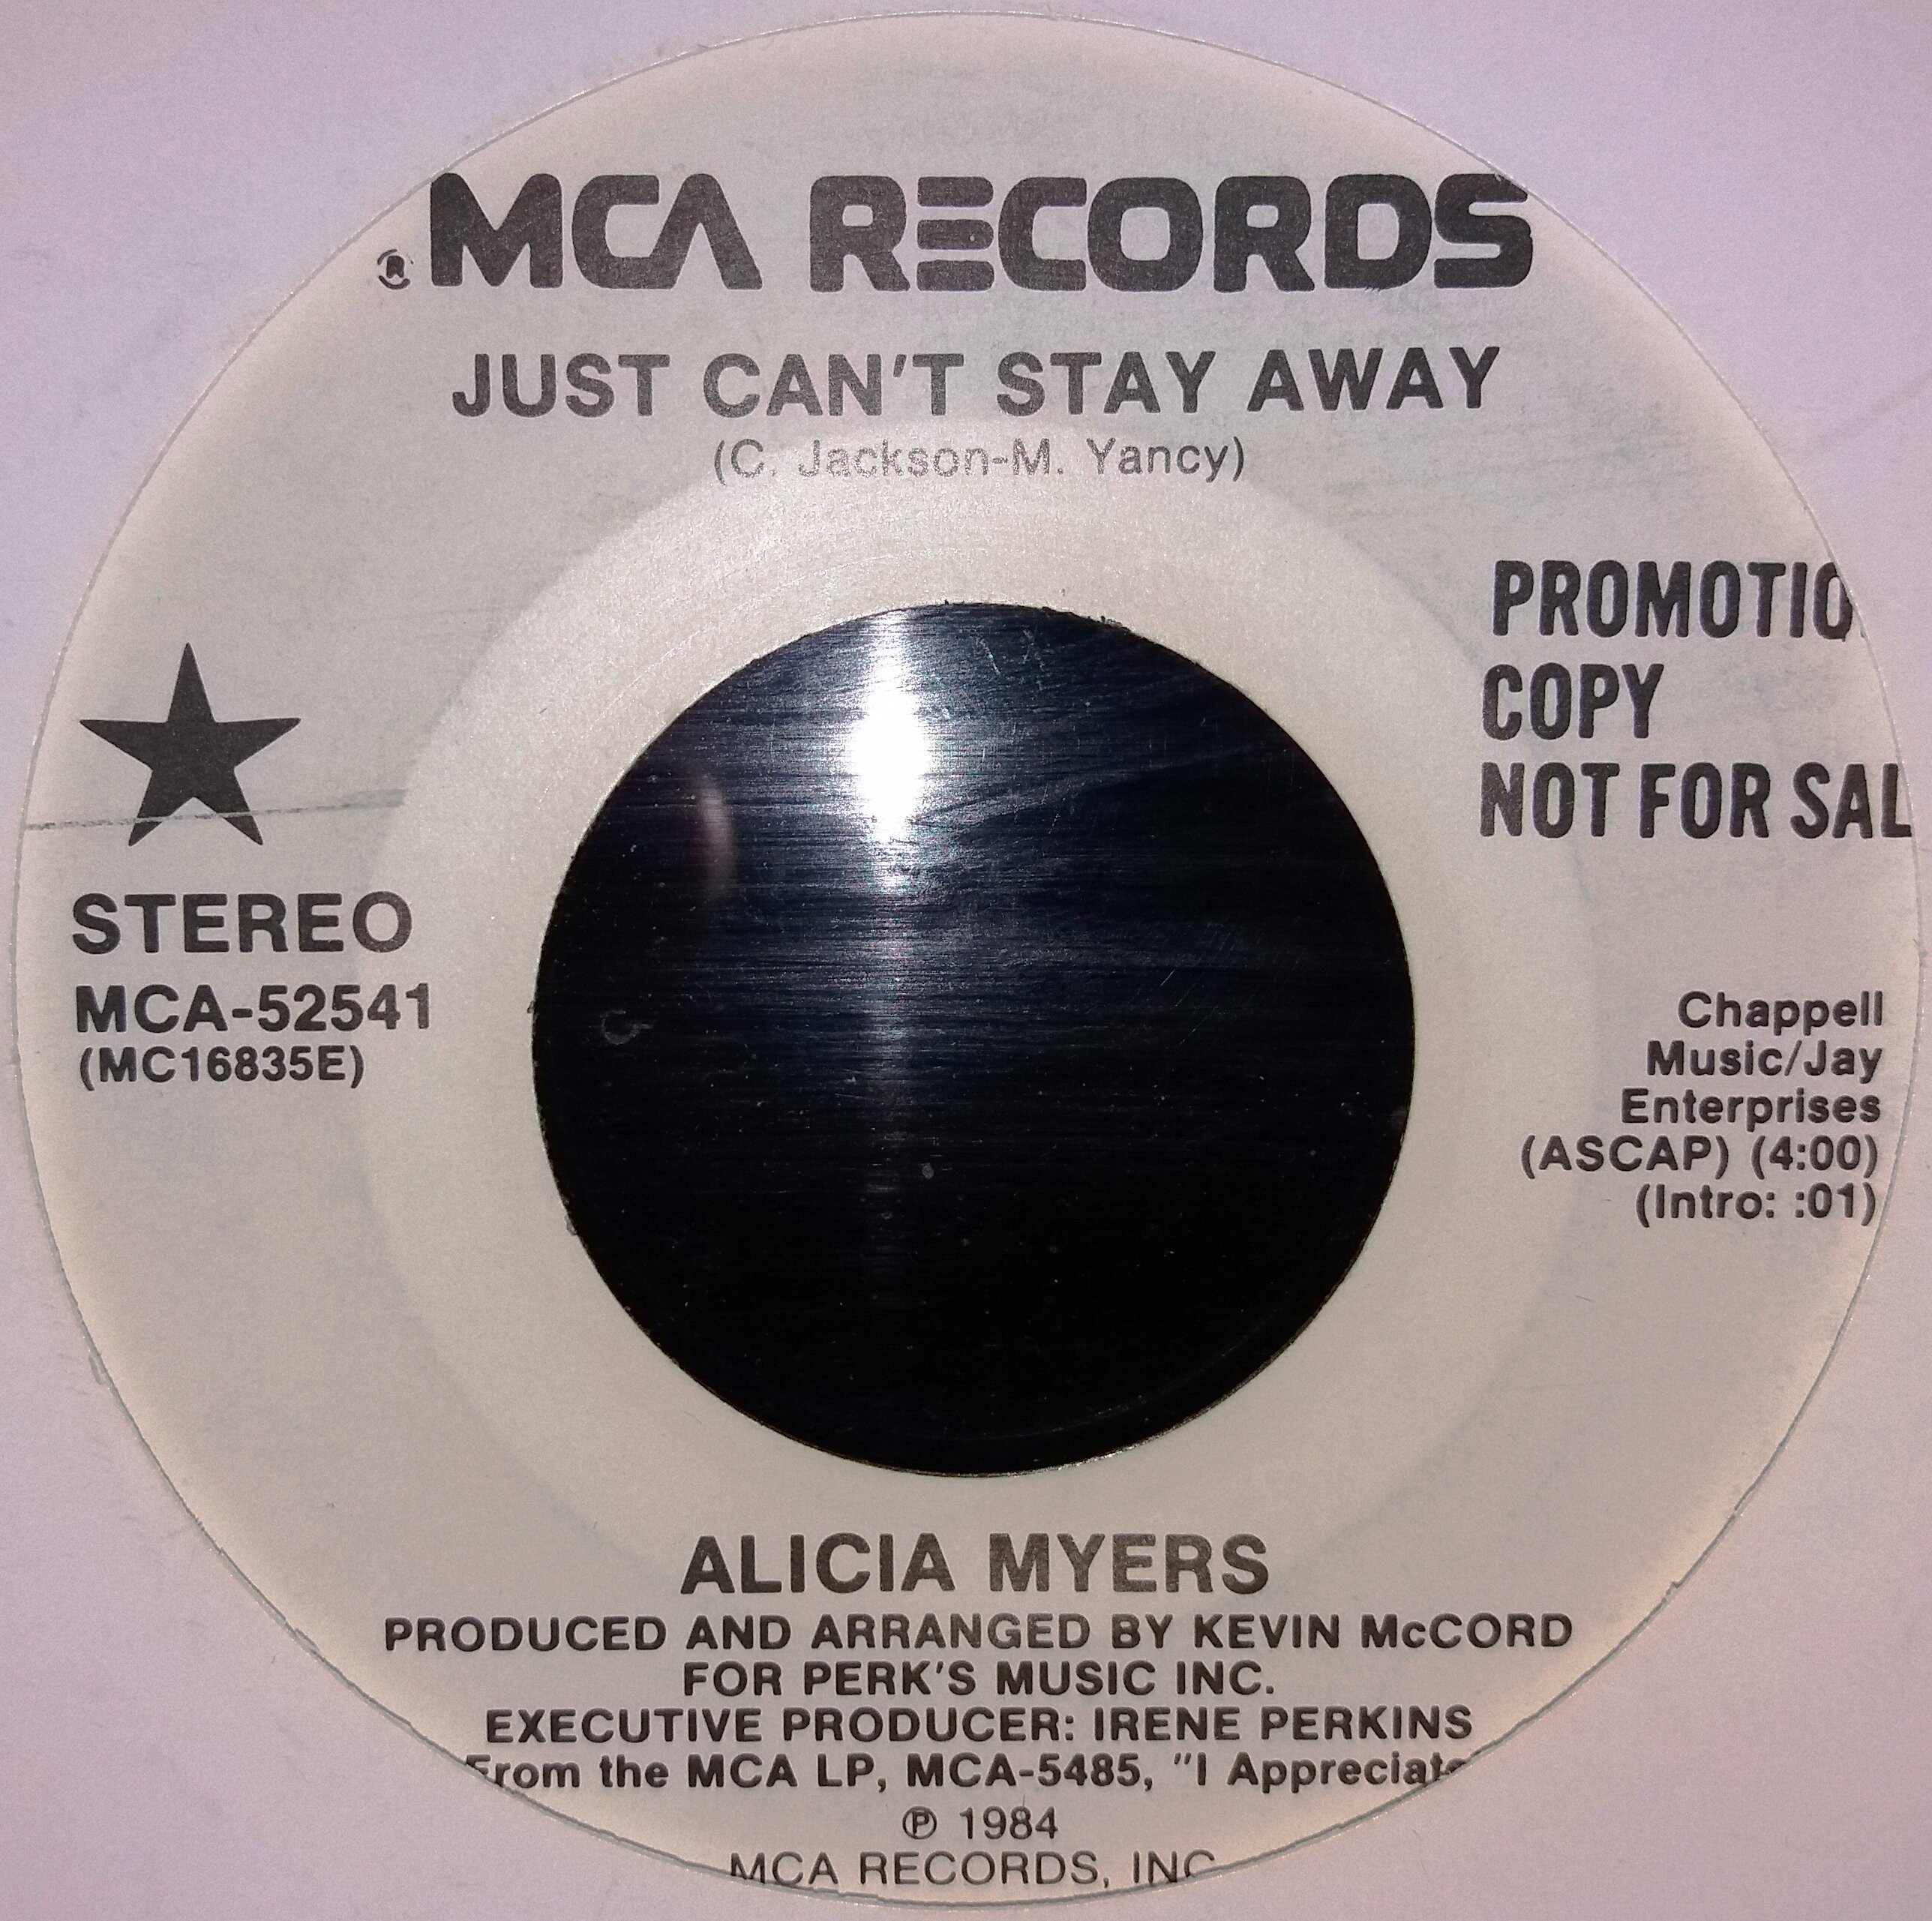 ® MCA RECORDS
JUST CAN'T STAY AWAY
(C. Jackson-M. Yancy)
PROMOTIO
COPY
NOT FOR SAL
STEREO
MCA-52541
(MC16835E)
Chappell
Music/Jay
Enterprises
(ASCAP) (4:00)
(Intro: :01)
ALICIA MYERS
PRODUCED AND ARRANGED BY KEVIN McCORD
FOR PERK'S MUSIC INC.
EXECUTIVE PRODUCER: IRENE PERKINS
From the MCA LP, MCA-5485, "I Appreciate
℗ 1984
MCA RECORDS, INC